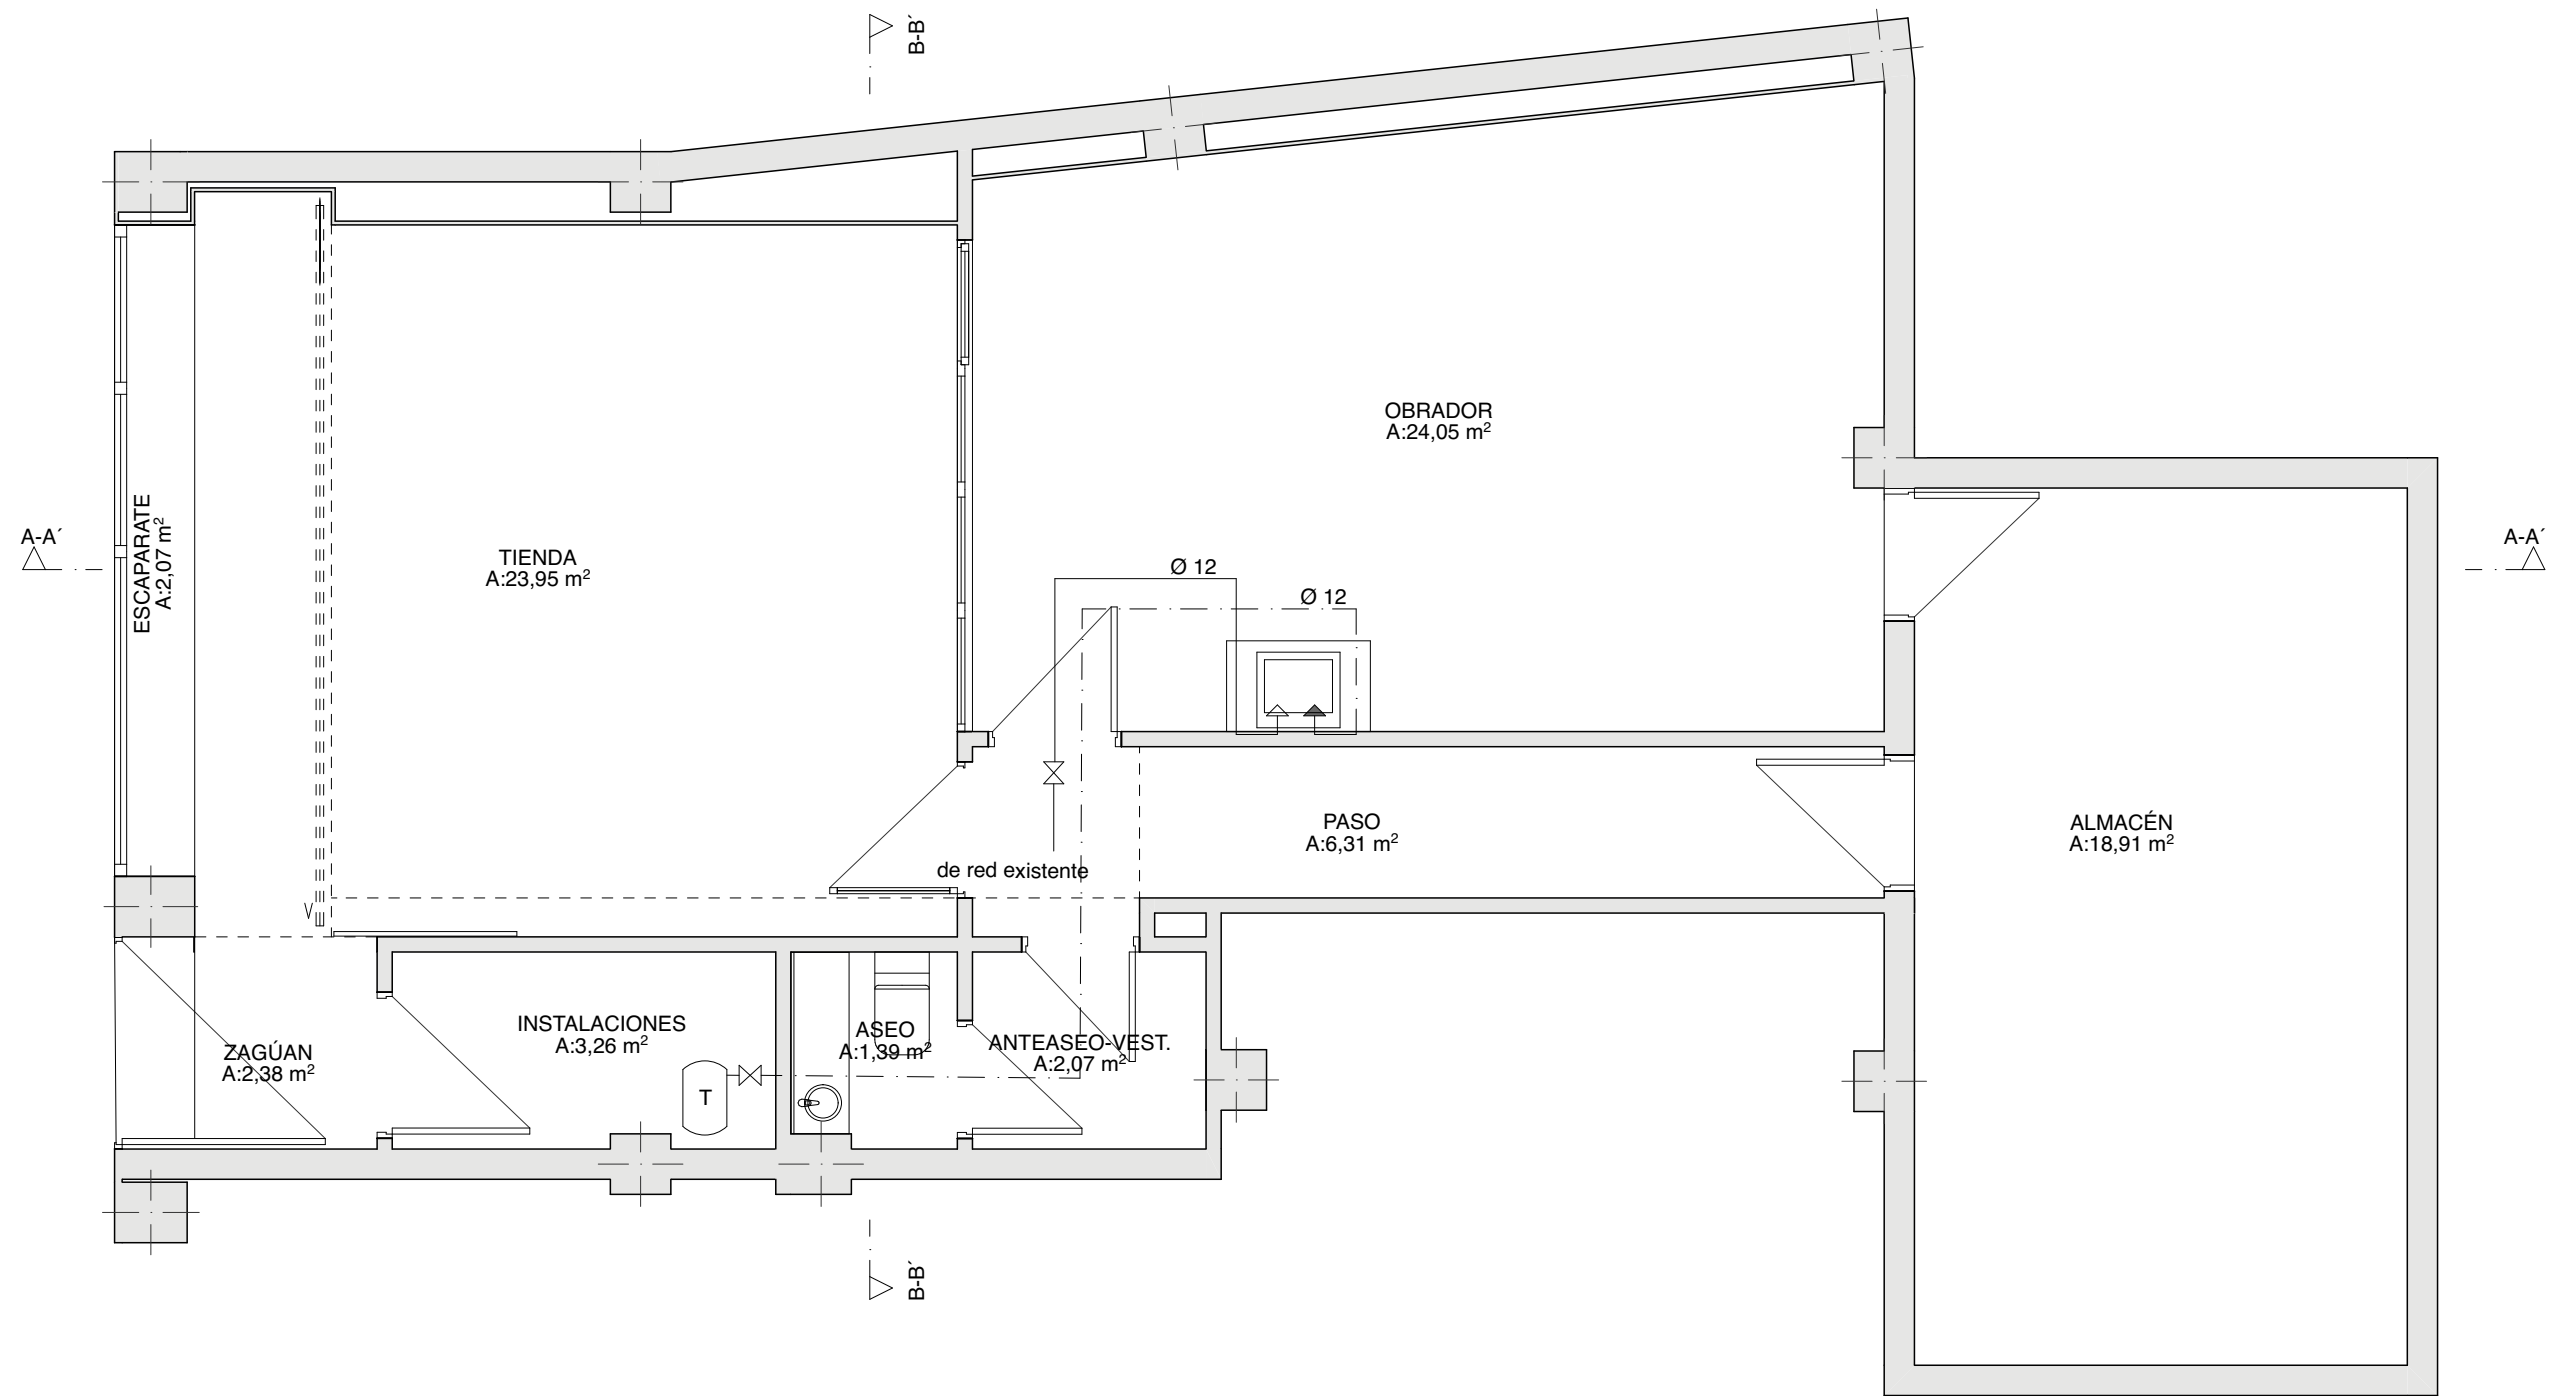 B-B´
OBRADOR
A:24,05 m²
A-A´
ESCAPARATE
A:2,07 m²
TIENDA
A:23,95 m²
Ø 12
A-A´
Ø 12
PASO
A:6,31 m²
ALMACÉN
A:18,91 m²
de red existente
V
ZAGÚAN
A:2,38 m²
INSTALACIONES
A:3,26 m²
T
ASEO
A:1,39 m²
ANTEASEO-VEST.
A:2,07 m²
B-B´